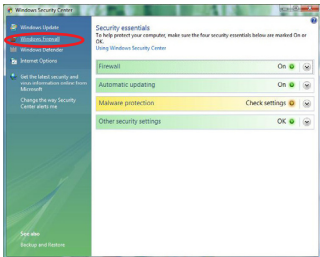 Windows Security Center
Windows Update
Windows Firewall
Windows Defender
Internet Options
Get the latest security and
virus information online from
Microsoft
Change the way Security
Center alerts me
See also
Backup and Restore
Security essentials
To help protect your computer, make sure the four security essentials below are marked On or
OK.
Using Windows Security Center
Firewall On
Automatic updating On
Malware protection Check settings
Other security settings OK